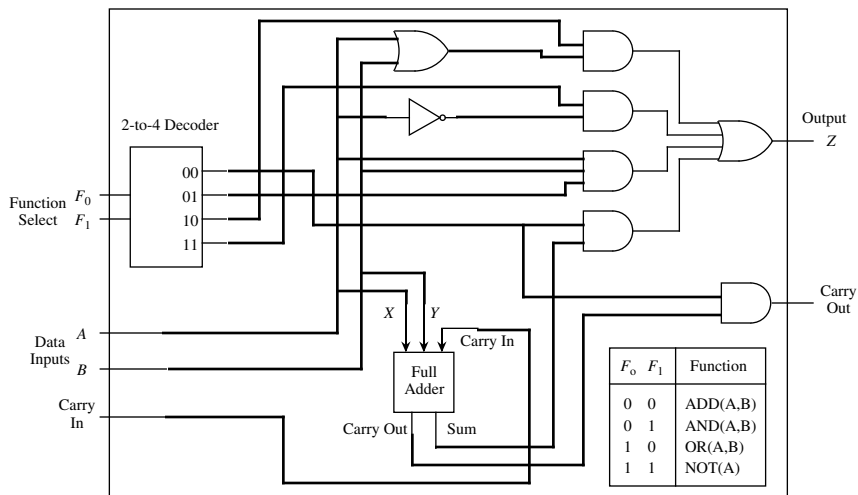 2-to-4 Decoder
00
01
10
11
Function
Select
F0
F1
Output
Z
Data
Inputs
A
B
Carry
In
X
Y
Carry In
Full
Adder
Carry Out
Sum
Carry
Out
Fo F1 Function
0 0 ADD(A,B)
0 1 AND(A,B)
1 0 OR(A,B)
1 1 NOT(A)